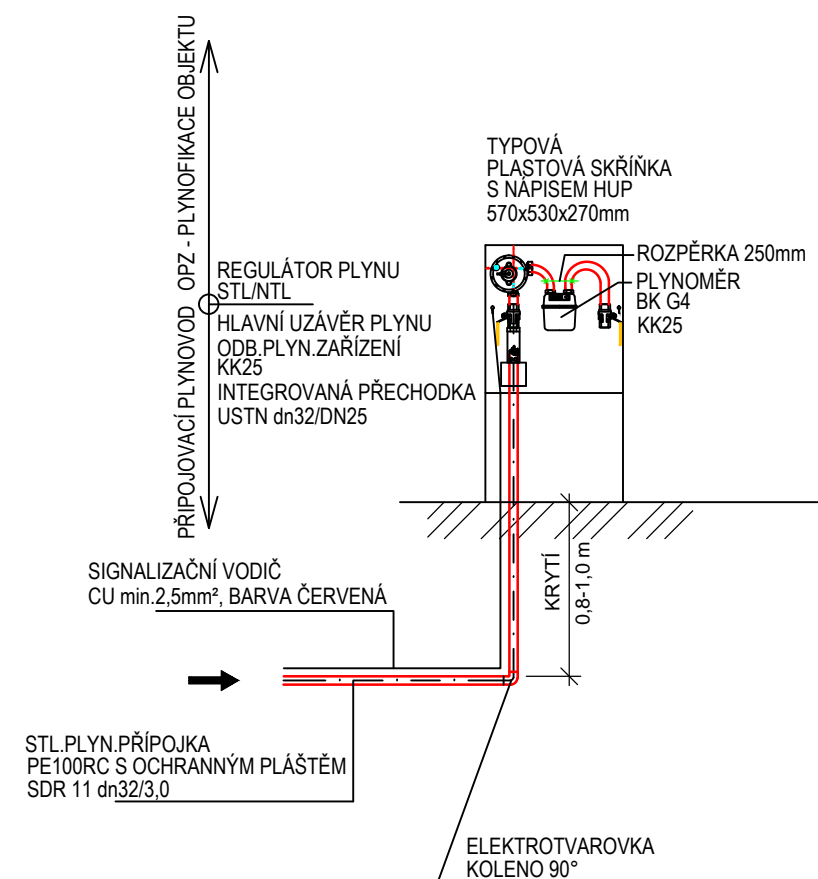 PŘIPOJOVACÍ PLYNOVOD OPZ - PLYNOFIKACE OBJEKTU
TYPOVÁ
PLASTOVÁ SKŘÍŇKA
S NÁPISEM HUP
570x530x270mm
ROZPĚRKA 250mm
PLYNOMĚR
BK G4
KK25
REGULÁTOR PLYNU
STL/NTL
HLAVNÍ UZÁVĚR PLYNU
ODB.PLYN.ZAŘÍZENÍ
KK25
INTEGROVANÁ PŘECHODKA
USTN dn32/DN25
SIGNALIZAČNÍ VODIČ
CU min.2,5mm², BARVA ČERVENÁ
KRYTÍ
0,8-1,0 m
STL.PLYN.PŘÍPOJKA
PE100RC S OCHRANNÝM PLÁŠTĚM
SDR 11 dn32/3,0
ELEKTROTVAROVKA
KOLENO 90°